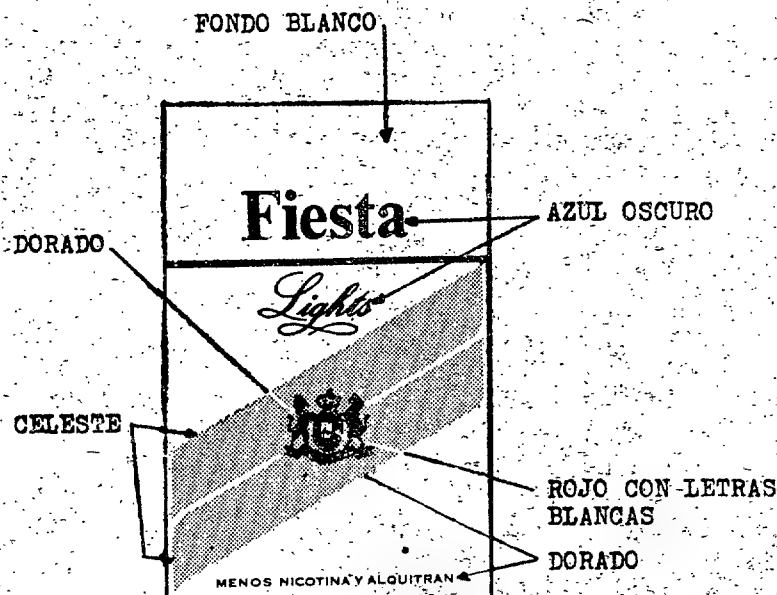 FONDO BLANCO
Fiesta
AZUL OSCURO
DORADO
Lights
CELESTE
ROJO CON LETRAS
BLANCAS
DORADO
MENOS NICOTINA Y ALQUITRAN